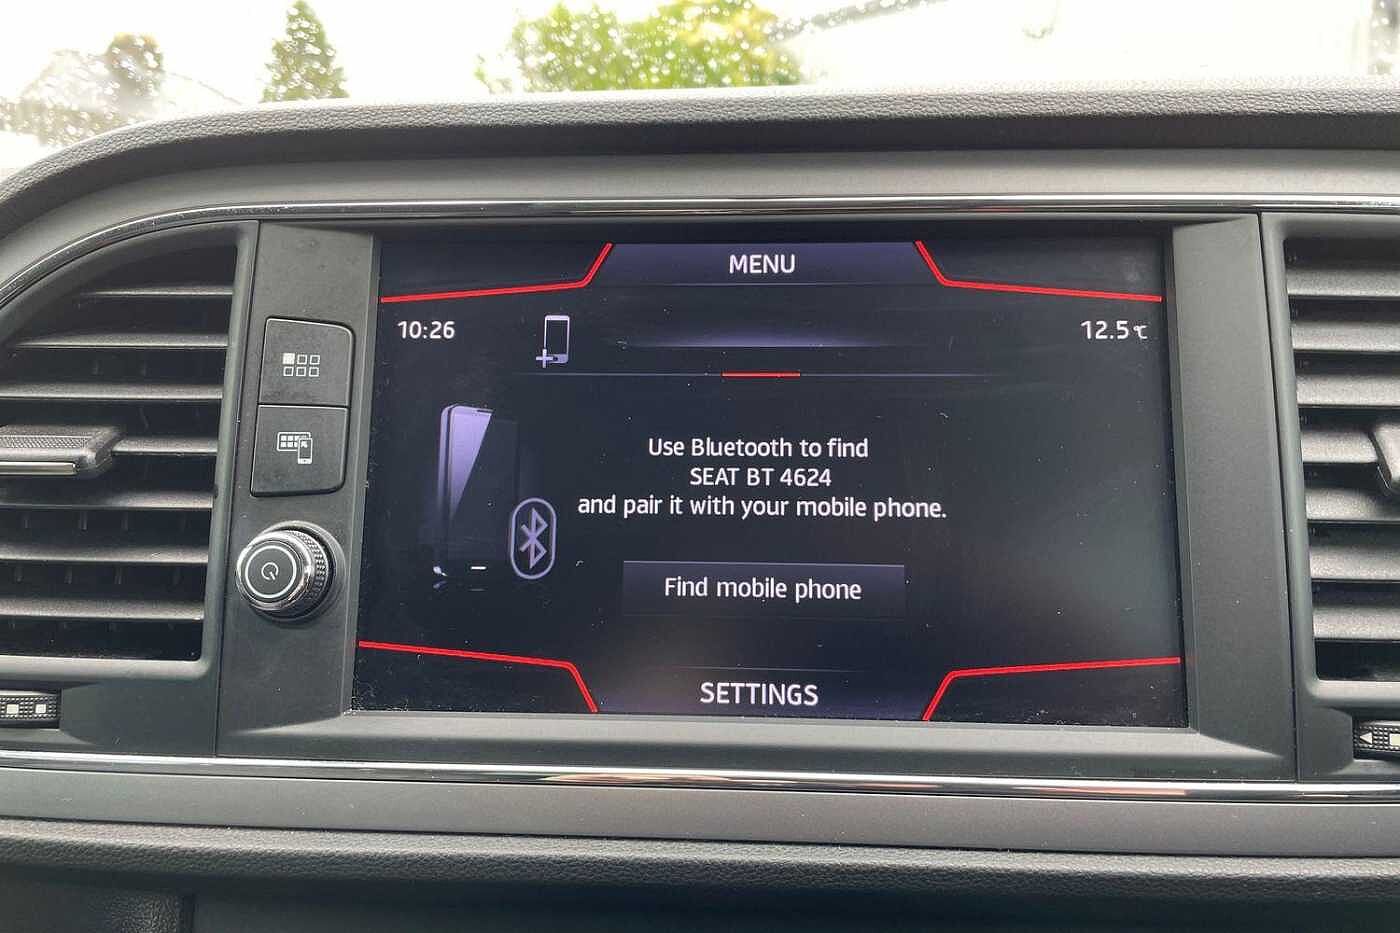 MENU
10:26
12.5℃
Use Bluetooth to find
SEAT BT 4624
and pair it with your mobile phone.
Find mobile phone
SETTINGS